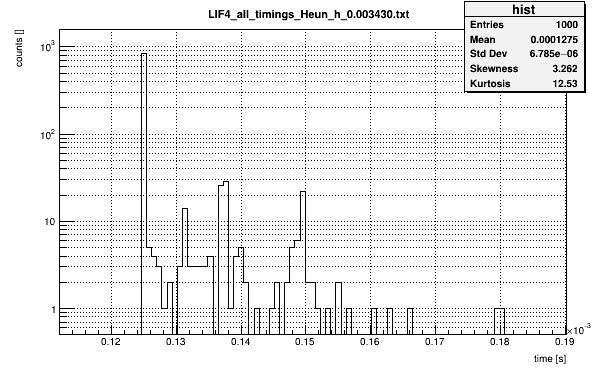 LIF4_all_timings_Heun_h_0.003430.txt
hist
Entries 1000
Mean 0.0001275
Std Dev 6.785e−06
Skewness 3.262
Kurtosis 12.53
counts []
10³
10²
10
1
0.12 0.13 0.14 0.15 0.16 0.17 0.18 0.19
×10⁻³
time [s]